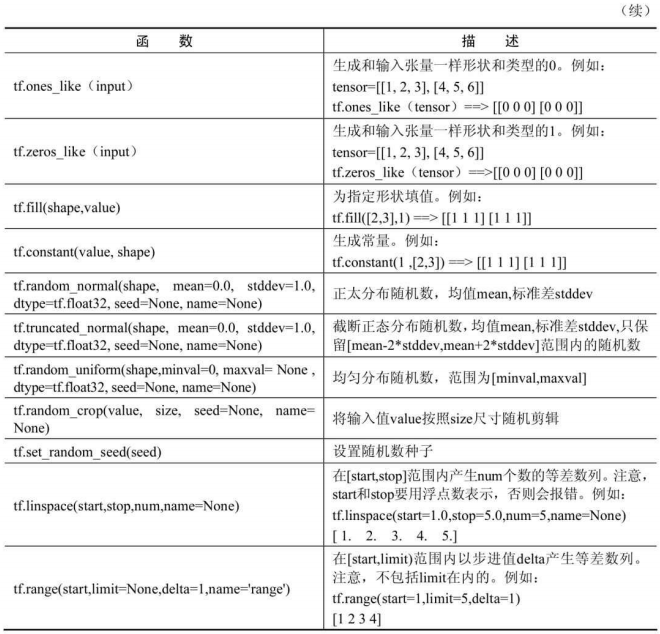 （续）
函 数
描 述
tf.ones_like（input）
生成和输入张量一样形状和类型的0。例如：
tensor=[[1, 2, 3], [4, 5, 6]]
tf.ones_like（tensor）==> [[0 0 0] [0 0 0]]
tf.zeros_like（input）
生成和输入张量一样形状和类型的1。例如：
tensor=[[1, 2, 3], [4, 5, 6]]
tf.zeros_like（tensor）==>[[0 0 0] [0 0 0]]
tf.fill(shape,value)
为指定形状填值。例如：
tf.fill([2,3],1) ==> [[1 1 1] [1 1 1]]
tf.constant(value, shape)
生成常量。例如：
tf.constant(1 ,[2,3]) ==> [[1 1 1] [1 1 1]]
tf.random_normal(shape, mean=0.0, stddev=1.0,
dtype=tf.float32, seed=None, name=None)
正太分布随机数，均值mean,标准差stddev
tf.truncated_normal(shape, mean=0.0, stddev=1.0,
dtype=tf.float32, seed=None, name=None)
截断正态分布随机数，均值mean,标准差stddev,只保
留[mean-2*stddev,mean+2*stddev]范围内的随机数
tf.random_uniform(shape,minval=0, maxval= None ,
dtype=tf.float32, seed=None, name=None)
均匀分布随机数，范围为[minval,maxval]
tf.random_crop(value, size, seed=None, name=
None)
将输入值value按照size尺寸随机剪辑
tf.set_random_seed(seed)
设置随机数种子
tf.linspace(start,stop,num,name=None)
在[start,stop]范围内产生num个数的等差数列。注意，
start和stop要用浮点数表示，否则会报错。例如：
tf.linspace(start=1.0,stop=5.0,num=5,name=None)
[ 1. 2. 3. 4. 5.]
tf.range(start,limit=None,delta=1,name='range')
在[start,limit)范围内以步进值delta产生等差数列。
注意，不包括limit在内的。例如：
tf.range(start=1,limit=5,delta=1)
[1 2 3 4]